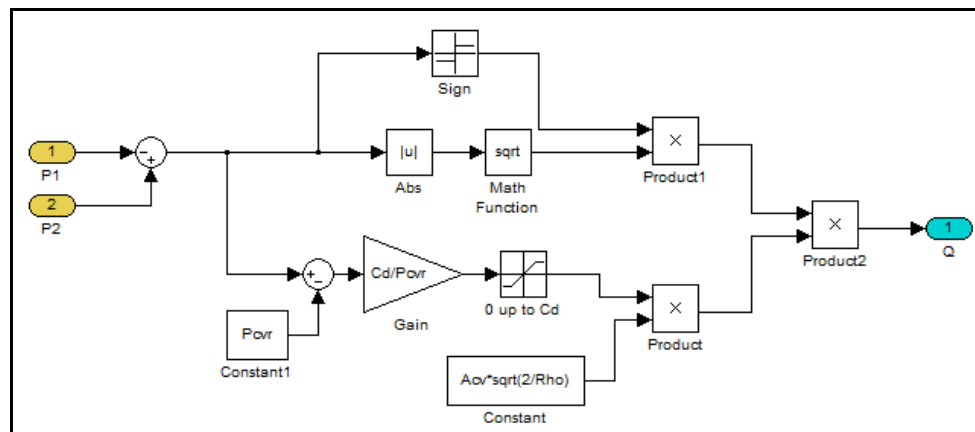 Sign
1
P1
2
P2
|u|
Abs
sqrt
Math
Function
×
Product1
×
Product2
1
Q
Pcvr
Constant1
Cd/Pcvr
Gain
0 up to Cd
×
Product
Acv*sqrt(2/Rho)
Constant